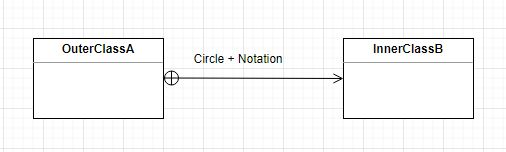 OuterClassA
Circle + Notation
InnerClassB